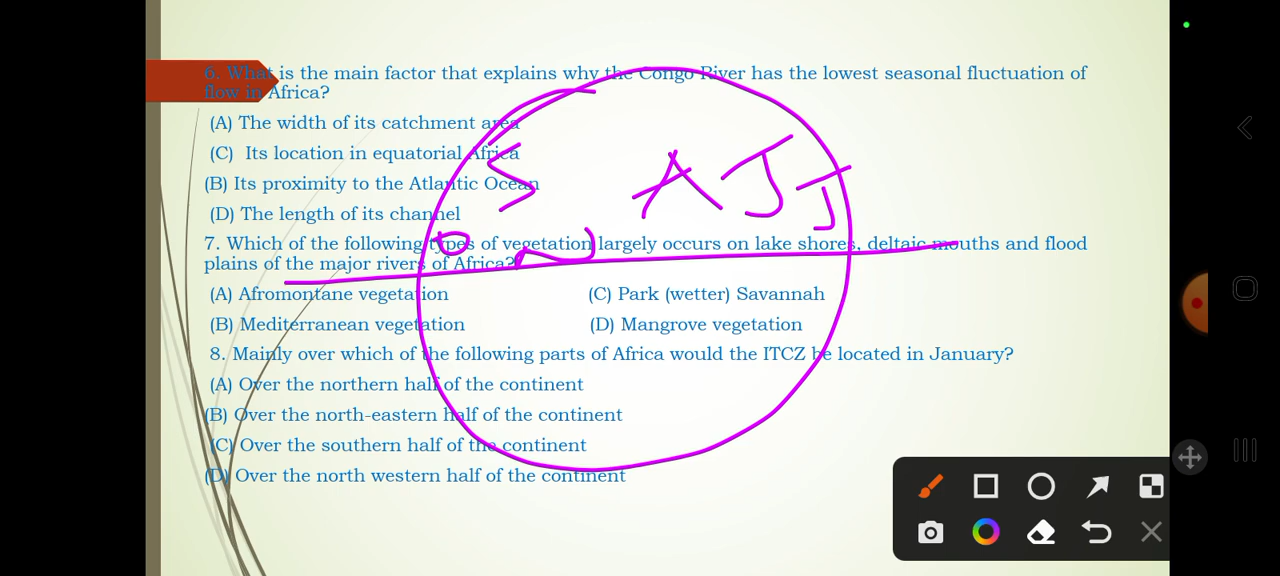 6. What is the main factor that explains why the Congo River has the lowest seasonal fluctuation of
flow in Africa?
(A) The width of its catchment area
(C) Its location in equatorial Africa
(B) Its proximity to the Atlantic Ocean
(D) The length of its channel
7. Which of the following types of vegetation largely occurs on lake shores, deltaic mouths and flood
plains of the major rivers of Africa?
(A) Afromontane vegetation (C) Park (wetter) Savannah
(B) Mediterranean vegetation (D) Mangrove vegetation
8. Mainly over which of the following parts of Africa would the ITCZ be located in January?
(A) Over the northern half of the continent
(B) Over the north-eastern half of the continent
(C) Over the southern half of the continent
(D) Over the north western half of the continent